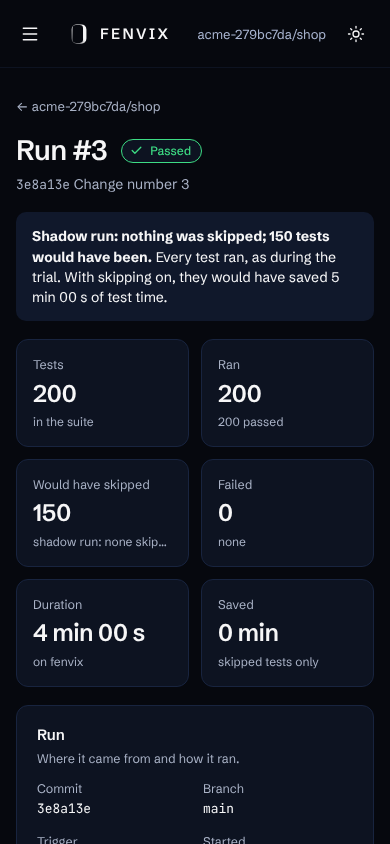 FENVIX
acme-279bc7da/shop
← acme-279bc7da/shop
Run #3
Passed
3e8a13e Change number 3
Shadow run: nothing was skipped; 150 tests
would have been. Every test ran, as during the
trial. With skipping on, they would have saved 5
min 00 s of test time.
Tests
200
in the suite
Ran
200
200 passed
Would have skipped
150
shadow run: none skip...
Failed
0
none
Duration
4 min 00 s
on fenvix
Saved
0 min
skipped tests only
Run
Where it came from and how it ran.
Commit
3e8a13e
Branch
main
Trigger
Started